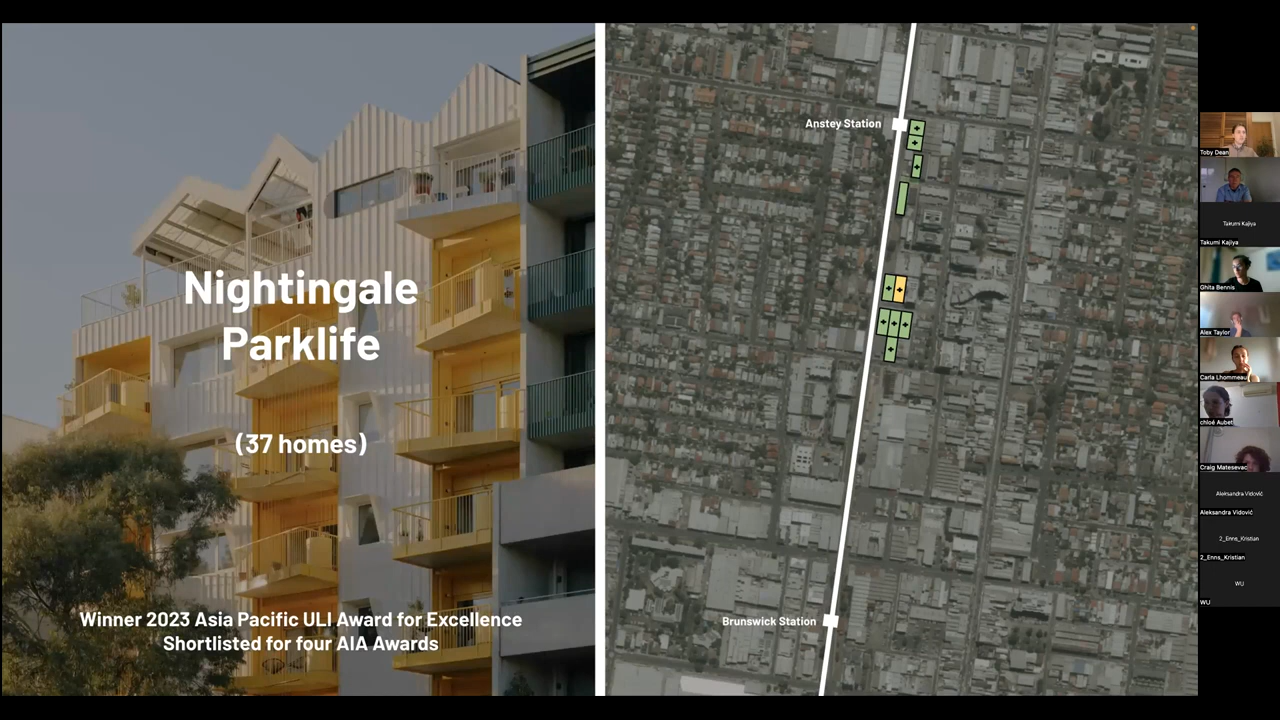 Nightingale
Parklife
(37 homes)
Winner 2023 Asia Pacific ULI Award for Excellence
Shortlisted for four AIA Awards
Anstey Station
Brunswick Station
Toby Dean
Takumi Kajiya
Takumi Kajiya
Ghita Bennis
Alex Taylor
Carla Lhommeau
chloé Aubet
Craig Matesevac
Aleksandra Vidović
Aleksandra Vidović
2_Enns_Kristian
2_Enns_Kristian
WU
WU